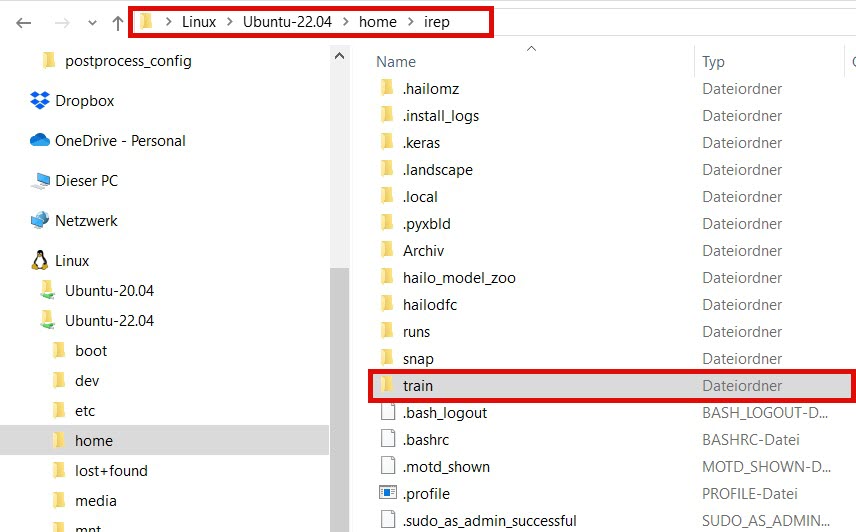 Linux > Ubuntu-22.04 > home > irep
postprocess_config
Dropbox
OneDrive - Personal
Dieser PC
Netzwerk
Linux
Ubuntu-20.04
Ubuntu-22.04
boot
dev
etc
home
lost+found
media
mnt
Name Typ
.hailomz Dateiordner
.install_logs Dateiordner
.keras Dateiordner
.landscape Dateiordner
.local Dateiordner
.pyxbld Dateiordner
Archiv Dateiordner
hailo_model_zoo Dateiordner
hailodfc Dateiordner
runs Dateiordner
snap Dateiordner
train Dateiordner
.bash_logout BASH_LOGOUT-D...
.bashrc BASHRC-Datei
.motd_shown MOTD_SHOWN-D...
.profile PROFILE-Datei
.sudo_as_admin_successful SUDO_AS_ADMIN...